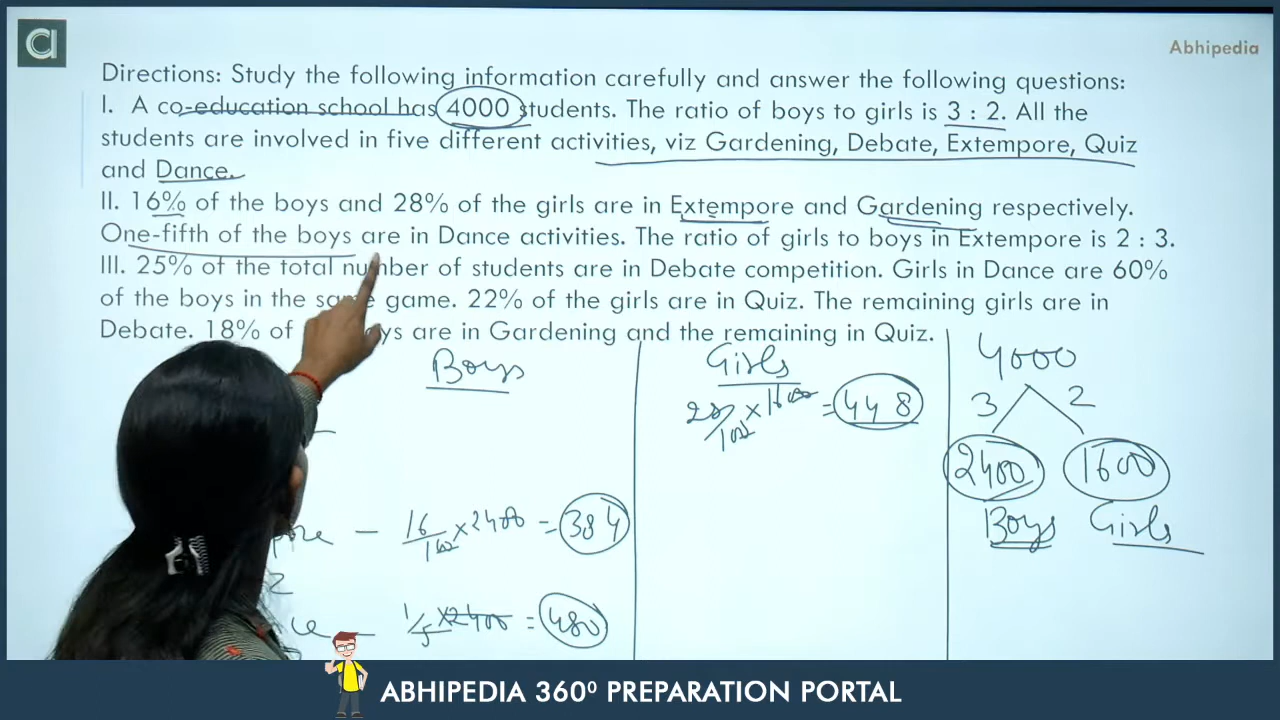 Abhipedia
Directions: Study the following information carefully and answer the following questions:
I. A co-education school has 4000 students. The ratio of boys to girls is 3 : 2. All the
students are involved in five different activities, viz Gardening, Debate, Extempore, Quiz
and Dance.
II. 16% of the boys and 28% of the girls are in Extempore and Gardening respectively.
One-fifth of the boys are in Dance activities. The ratio of girls to boys in Extempore is 2 : 3.
III. 25% of the total number of students are in Debate competition. Girls in Dance are 60%
of the boys in the same game. 22% of the girls are in Quiz. The remaining girls are in
Debate. 18% of are in Gardening and the remaining in Quiz.
Boys Girls 4000
28/100 × 1600 = 448
3 2
2400 1600
Boys Girls
– 16/100 × 2400 = 384
– 1/5 × 2400 = 480
ABHIPEDIA 360⁰ PREPARATION PORTAL